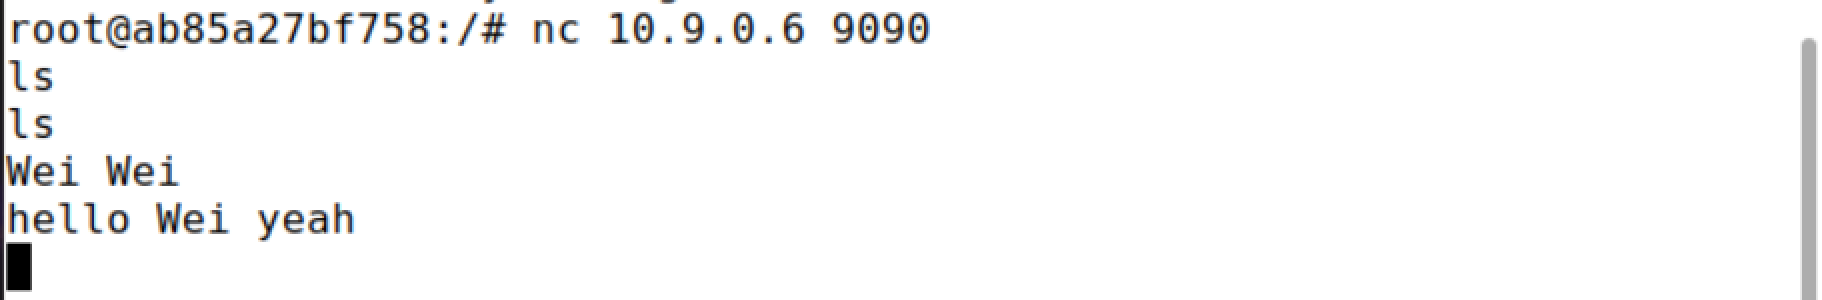 root@ab85a27bf758:/# nc 10.9.0.6 9090
ls
ls
Wei Wei
hello Wei yeah